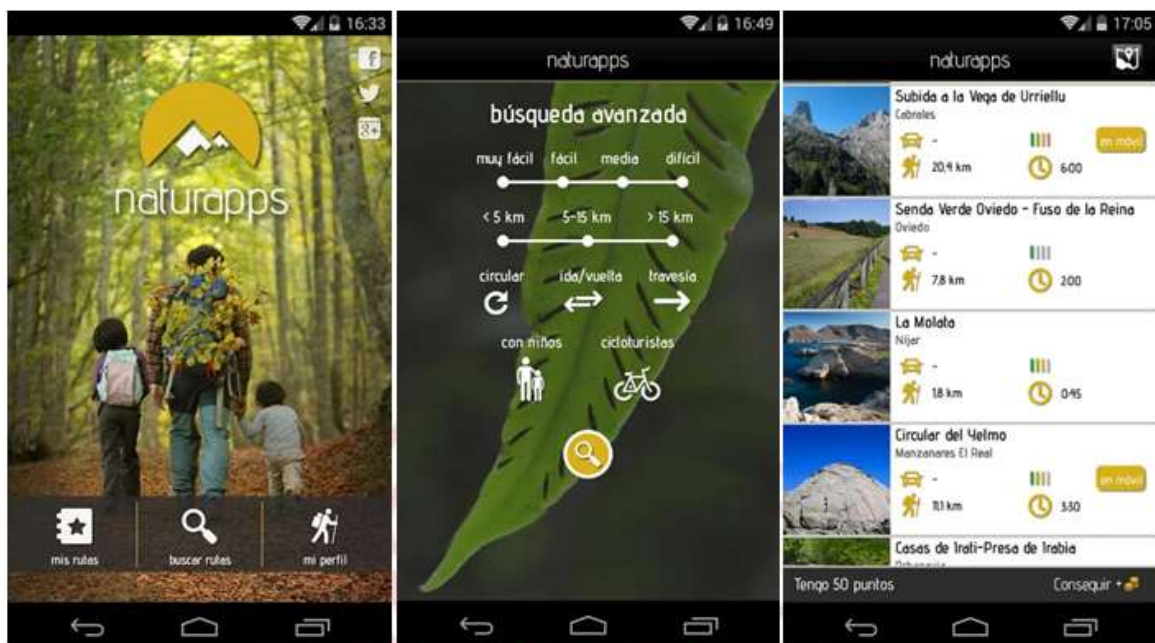 16:33
f
g+
naturapps
mis rutas
buscar rutas
mi perfil
16:49
naturapps
búsqueda avanzada
muy fácil fácil media difícil
< 5 km 5-15 km > 15 km
circular ida/vuelta travesía
con niños cicloturistas
17:05
naturapps
Subida a la Vega de Urriellu
Cabrales
-
en móvil
20,4 km 6:00
Senda Verde Oviedo - Fuso de la Reina
Oviedo
-
7,8 km 2:00
La Molata
Níjar
-
1,8 km 0:45
Circular del Yelmo
Manzanares El Real
-
en móvil
11,1 km 3:30
Casas de Irati-Presa de Irabia
Tengo 50 puntos Conseguir +